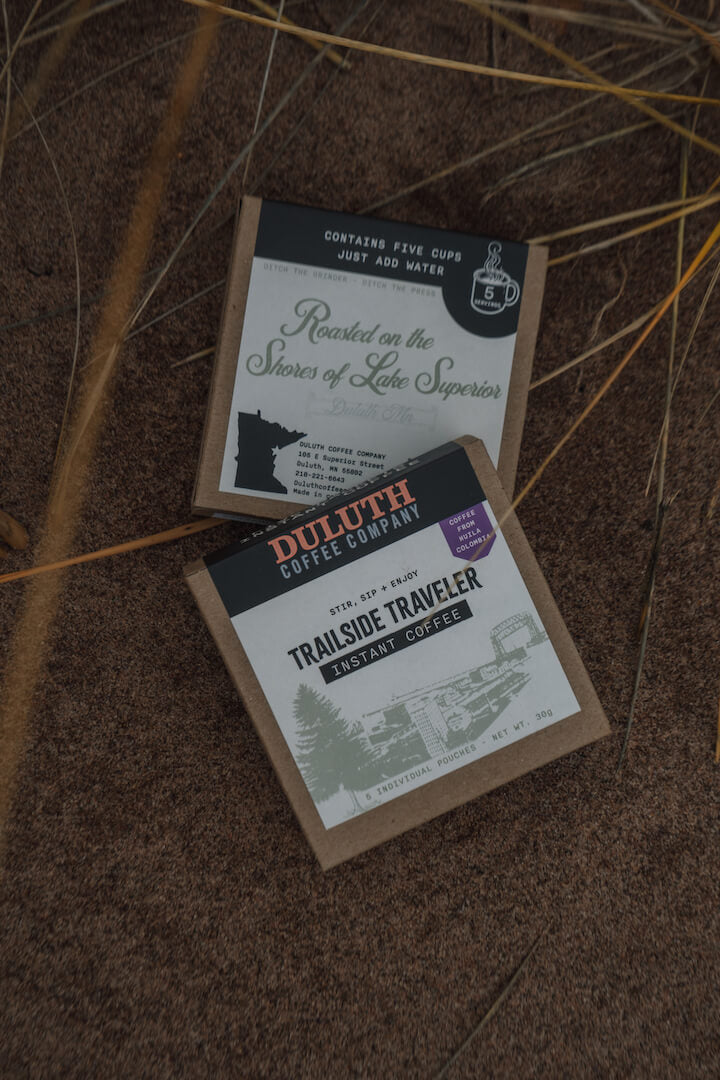 CONTAINS FIVE CUPS
JUST ADD WATER
5
SERVINGS
DITCH THE GRINDER - DITCH THE PRESS
Roasted on the
Shores of Lake Superior
Duluth Mn
DULUTH COFFEE COMPANY
105 E Superior Street
Duluth, MN 55802
218-221-6643
Made in
DULUTH
COFFEE COMPANY
COFFEE
FROM
HUILA
COLOMBIA
STIR, SIP + ENJOY
TRAILSIDE TRAVELER
INSTANT COFFEE
5 INDIVIDUAL POUCHES - NET WT. 30g